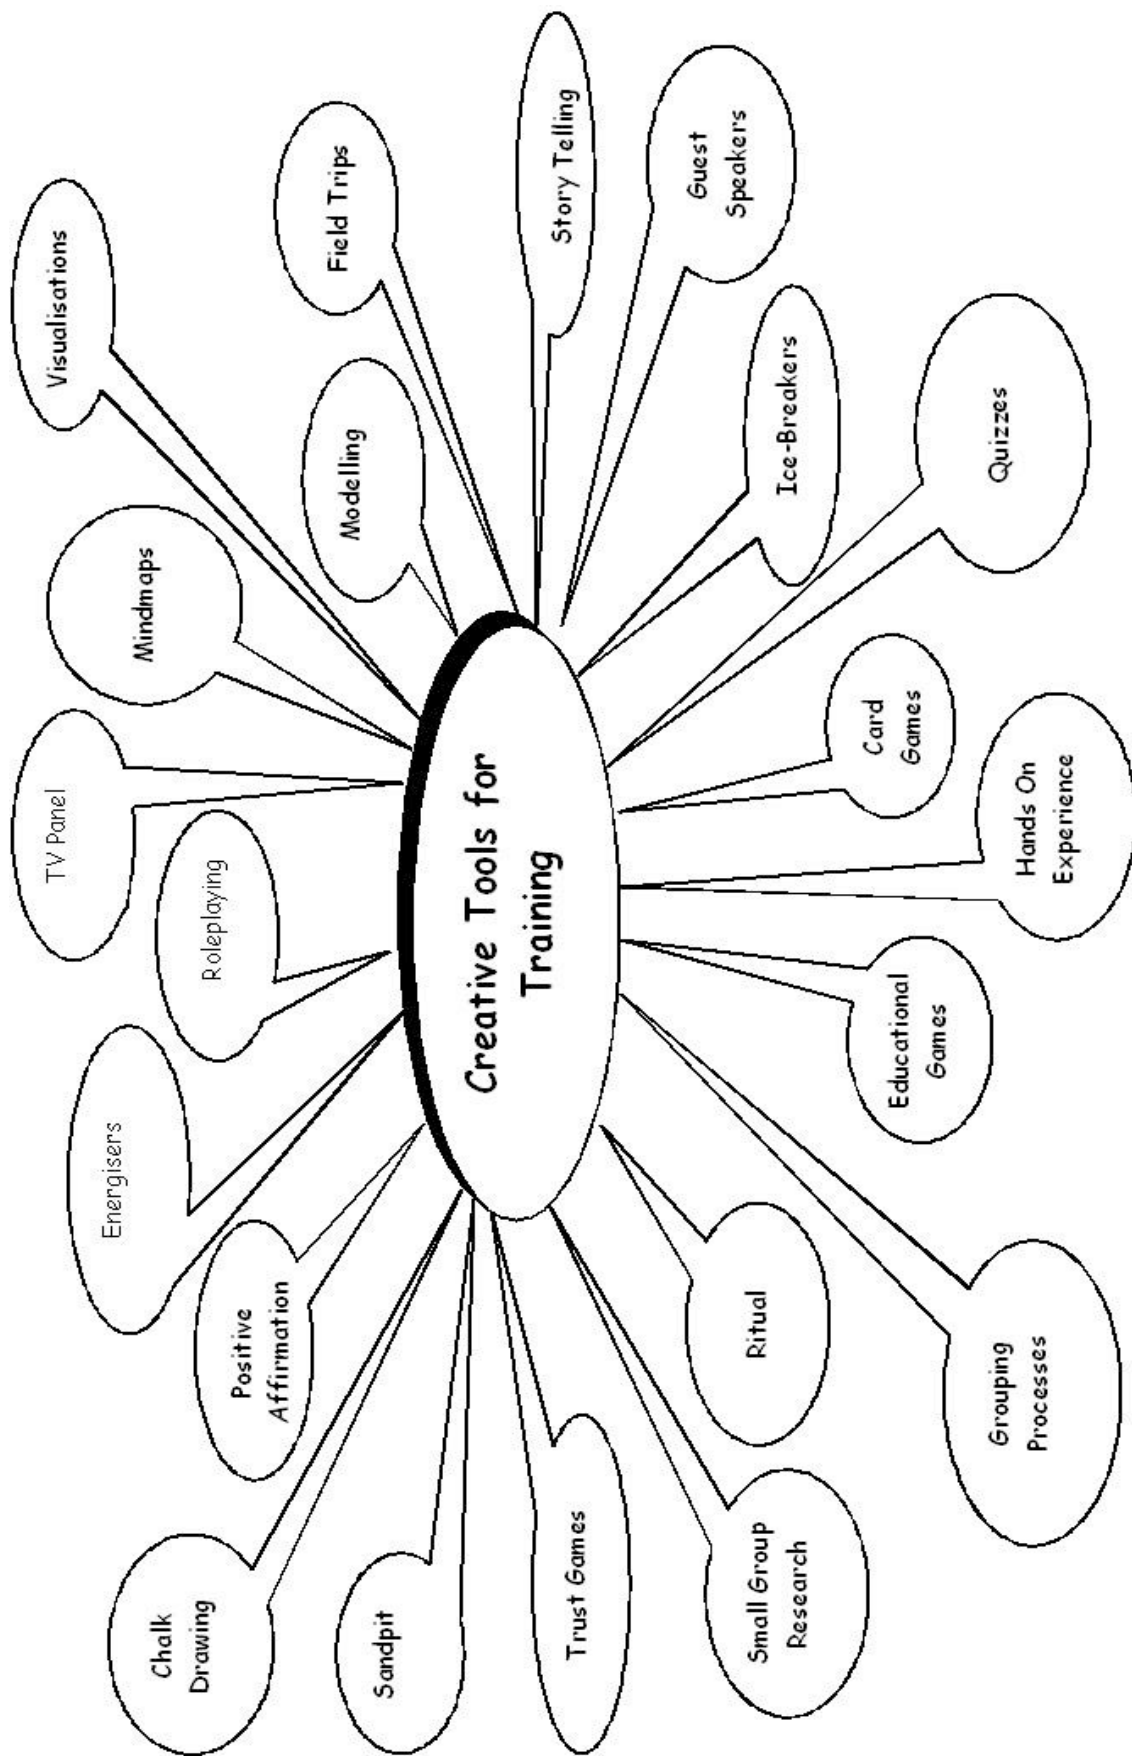 Creative Tools for
Training
Visualisations
Field Trips
Story Telling
Guest
Speakers
Modelling
Ice-Breakers
Quizzes
Mindmaps
TV Panel
Roleplaying
Card
Games
Hands On
Experience
Educational
Games
Energisers
Positive
Affirmation
Ritual
Grouping
Processes
Chalk
Drawing
Sandpit
Trust Games
Small Group
Research